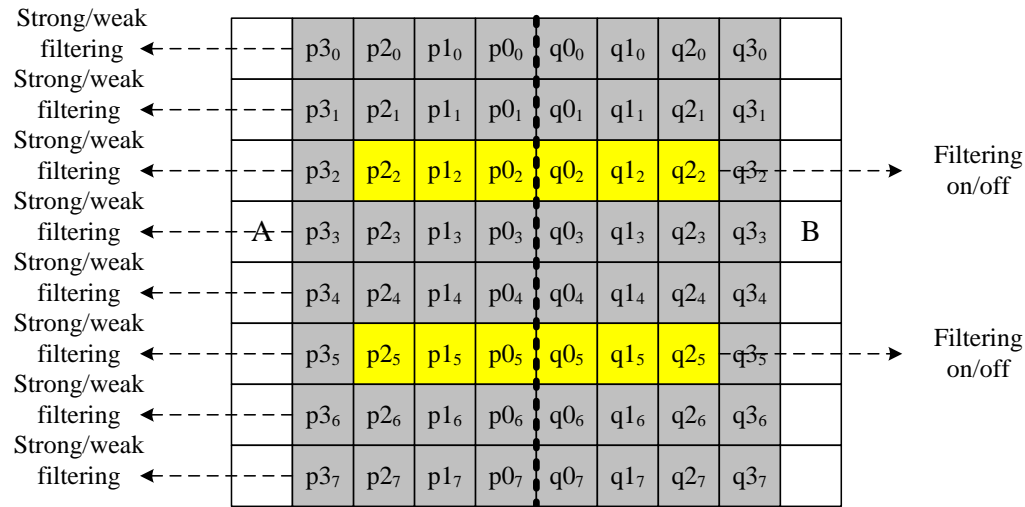 Strong/weak
filtering
p3₀ p2₀ p1₀ p0₀ q0₀ q1₀ q2₀ q3₀
Strong/weak
filtering
p3₁ p2₁ p1₁ p0₁ q0₁ q1₁ q2₁ q3₁
Strong/weak
filtering
p3₂ p2₂ p1₂ p0₂ q0₂ q1₂ q2₂ q3₂
Filtering
on/off
Strong/weak
filtering
A p3₃ p2₃ p1₃ p0₃ q0₃ q1₃ q2₃ q3₃ B
Strong/weak
filtering
p3₄ p2₄ p1₄ p0₄ q0₄ q1₄ q2₄ q3₄
Strong/weak
filtering
p3₅ p2₅ p1₅ p0₅ q0₅ q1₅ q2₅ q3₅
Filtering
on/off
Strong/weak
filtering
p3₆ p2₆ p1₆ p0₆ q0₆ q1₆ q2₆ q3₆
Strong/weak
filtering
p3₇ p2₇ p1₇ p0₇ q0₇ q1₇ q2₇ q3₇